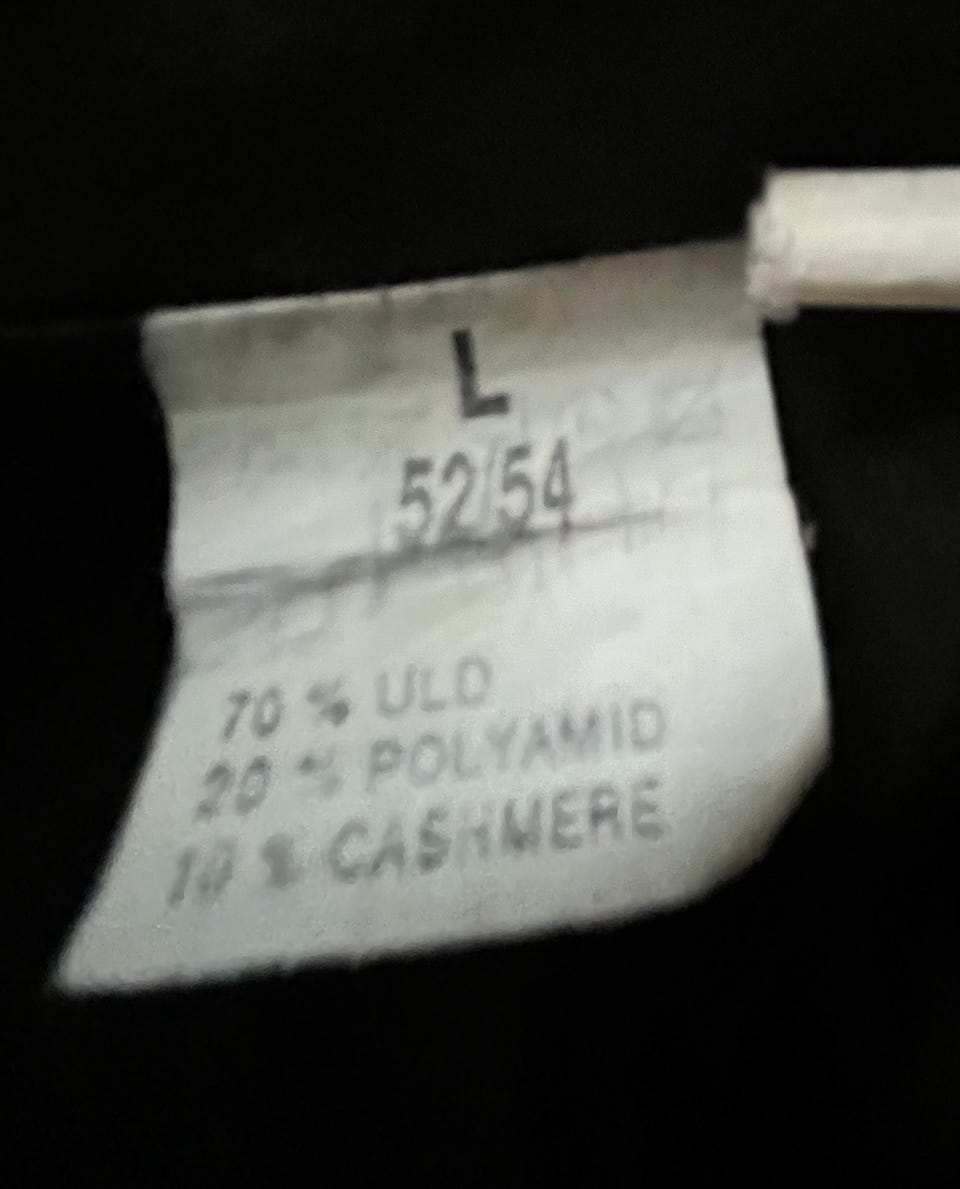 L
52/54
70 % ULD
20 % POLYAMID
10 % CASHMERE